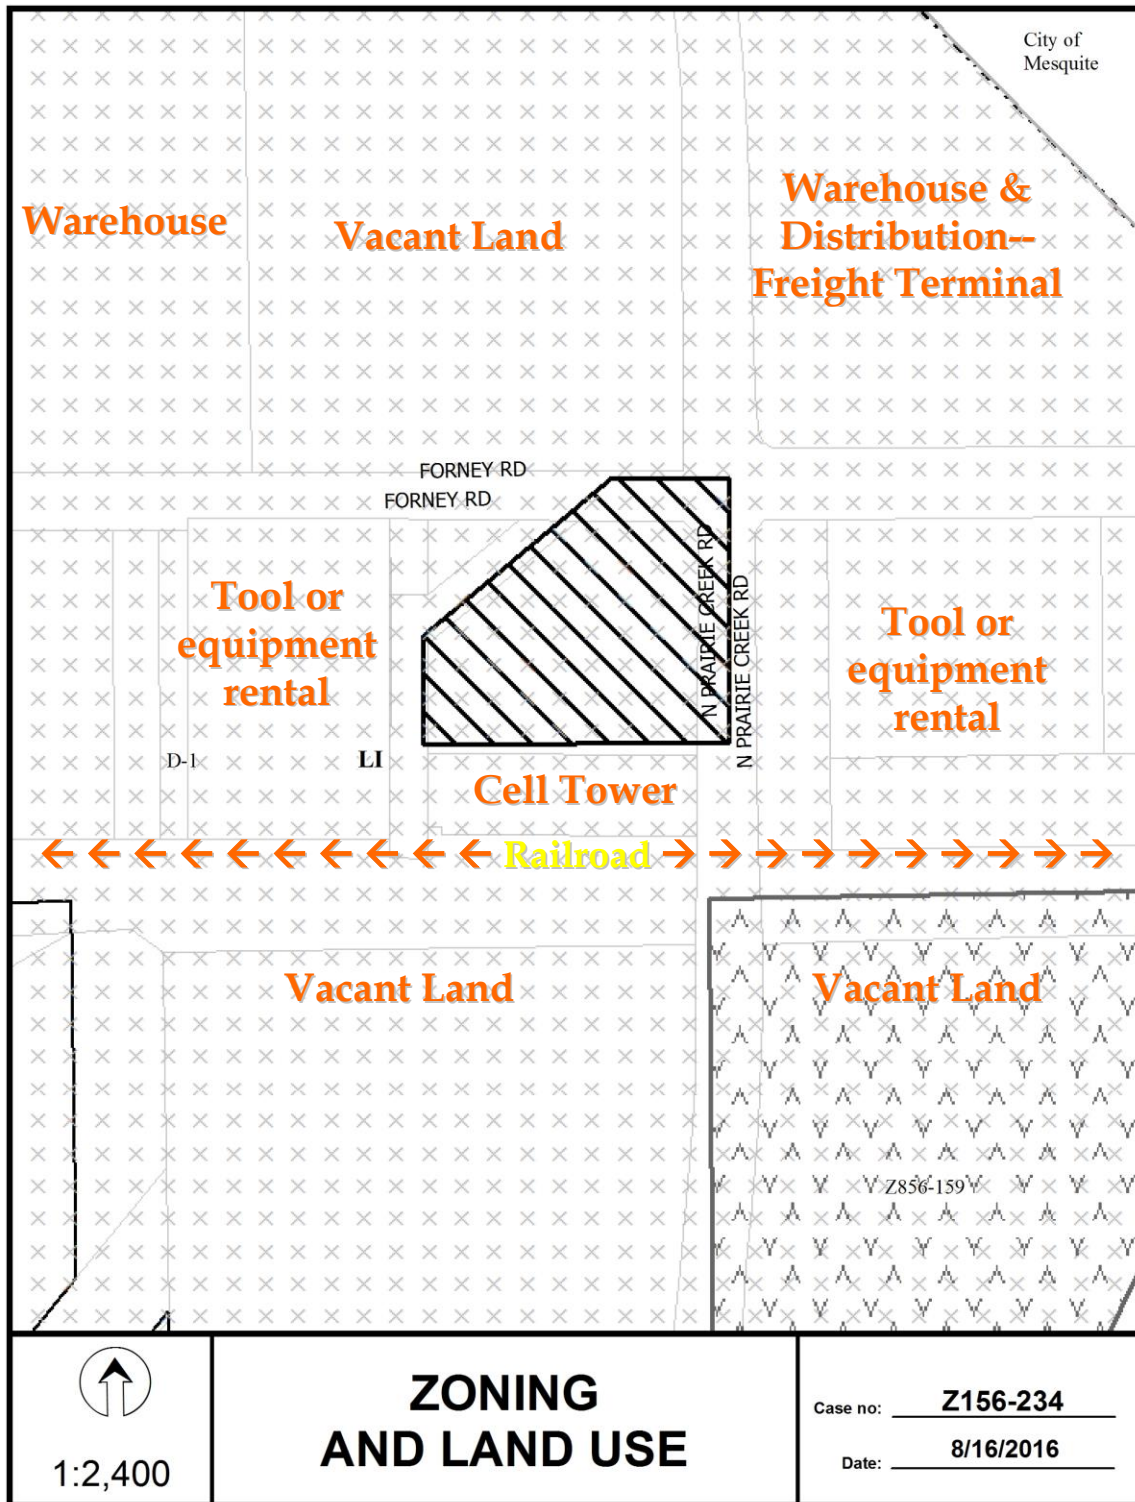 City of
Mesquite
Warehouse
Vacant Land
Warehouse &
Distribution--
Freight Terminal
FORNEY RD
FORNEY RD
N PRAIRIE CREEK RD
N PRAIRIE CREEK RD
Tool or
equipment
rental
Tool or
equipment
rental
D-1
LI
Cell Tower
Railroad
Vacant Land
Vacant Land
Z856-159
1:2,400
ZONING
AND LAND USE
Case no: Z156-234
Date: 8/16/2016